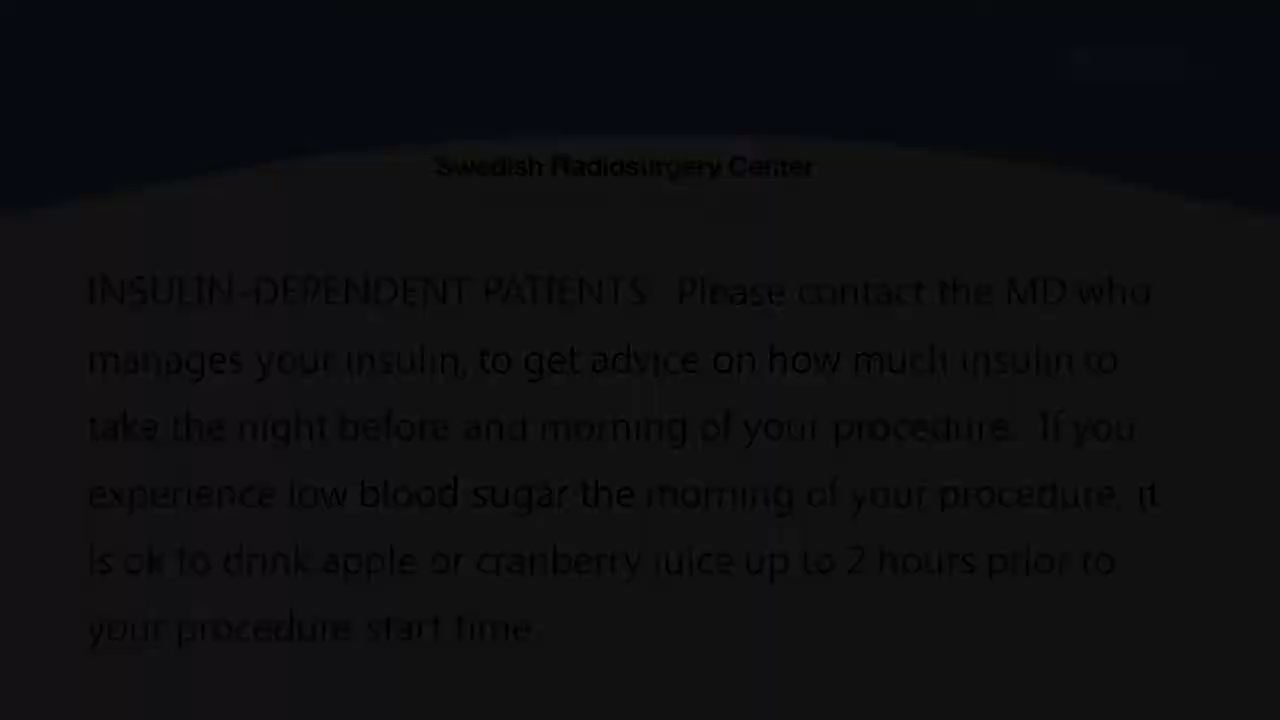 Swedish Radiosurgery Center
INSULIN-DEPENDENT PATIENTS: Please contact the MD who
manages your insulin, to get advice on how much insulin to
take the night before and morning of your procedure. If you
experience low blood sugar the morning of your procedure, it
is ok to drink apple or cranberry juice up to 2 hours prior to
your procedure start time.